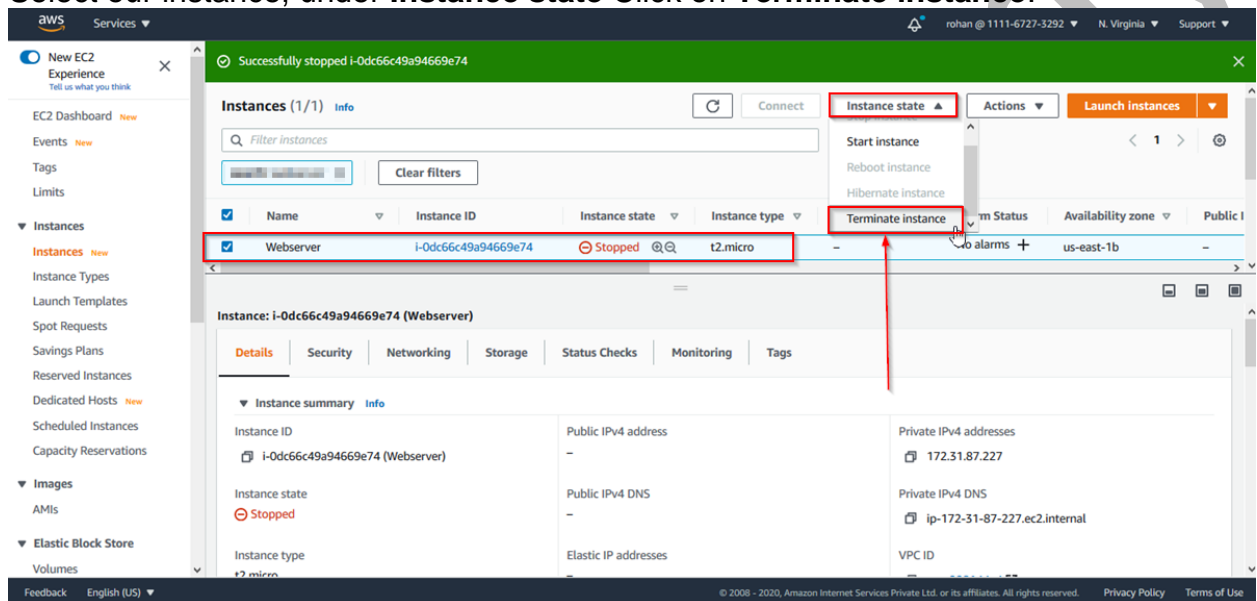 Select our instance, under Instance state Click on Terminate instance.
aws Services ▼ rohan @ 1111-6727-3292 ▼ N. Virginia ▼ Support ▼
New EC2 Experience
Tell us what you think
Successfully stopped i-0dc66c49a94669e74
Instances (1/1) Info Connect Instance state ▲ Actions ▼ Launch instances ▼
Filter instances
Clear filters
Stop instance
Start instance
Reboot instance
Hibernate instance
Terminate instance
< 1 >
Name Instance ID Instance state Instance type rm Status Availability zone Public I
Webserver i-0dc66c49a94669e74 Stopped t2.micro – o alarms + us-east-1b –
EC2 Dashboard New
Events New
Tags
Limits
▼ Instances
Instances New
Instance Types
Launch Templates
Spot Requests
Savings Plans
Reserved Instances
Dedicated Hosts New
Scheduled Instances
Capacity Reservations
▼ Images
AMIs
▼ Elastic Block Store
Volumes
Instance: i-0dc66c49a94669e74 (Webserver)
Details Security Networking Storage Status Checks Monitoring Tags
▼ Instance summary Info
Instance ID Public IPv4 address Private IPv4 addresses
i-0dc66c49a94669e74 (Webserver) – 172.31.87.227
Instance state Public IPv4 DNS Private IPv4 DNS
Stopped – ip-172-31-87-227.ec2.internal
Instance type Elastic IP addresses VPC ID
t2.micro –
Feedback English (US) ▼ © 2008 - 2020, Amazon Internet Services Private Ltd. or its affiliates. All rights reserved. Privacy Policy Terms of Use